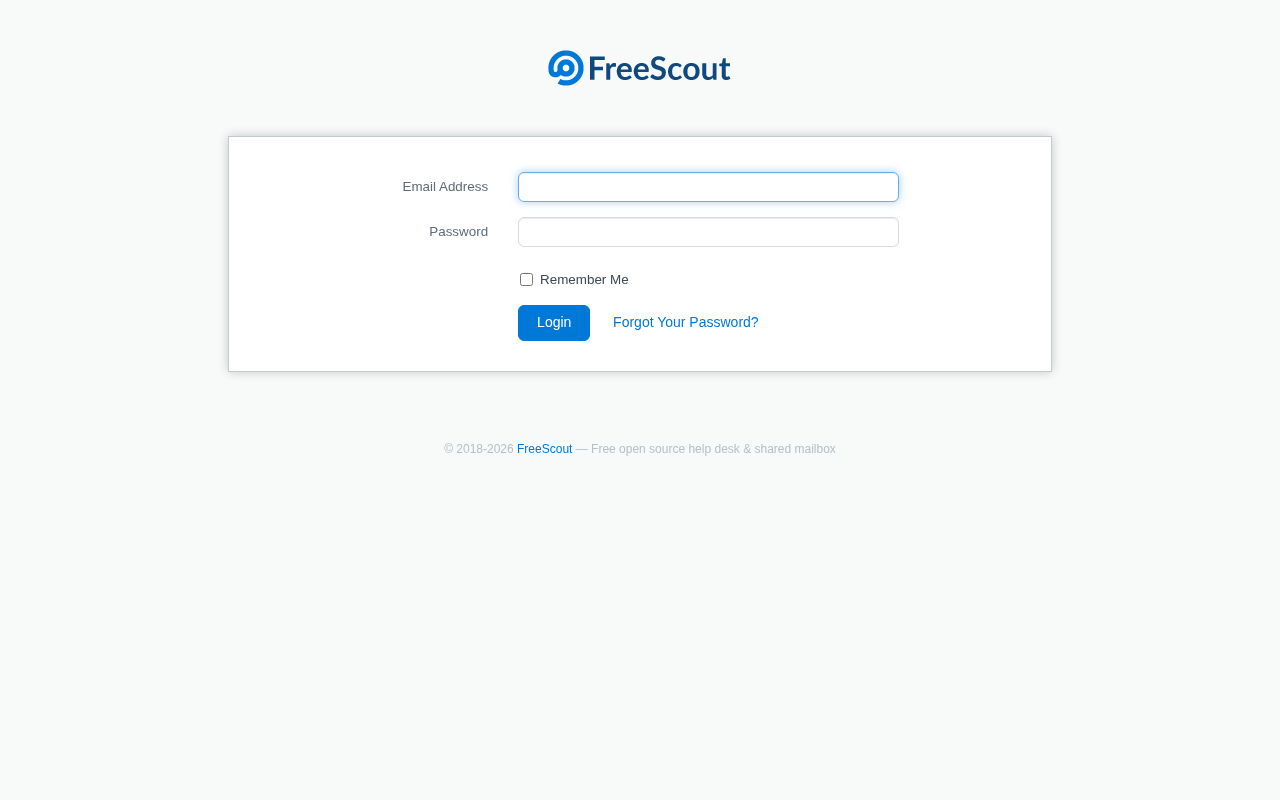 FreeScout
Email Address
Password
Remember Me
Login Forgot Your Password?
© 2018-2026 FreeScout — Free open source help desk & shared mailbox